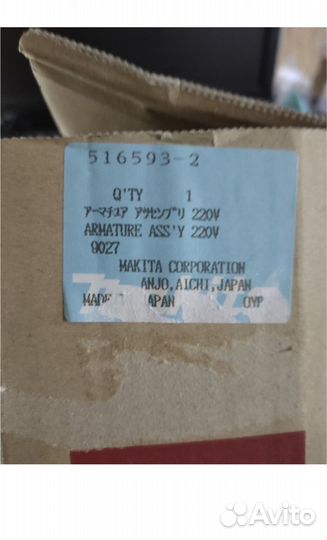 516593-2
Q'TY 1
アーマチュア アッセンブリ 220V
ARMATURE ASS'Y 220V
9027
MAKITA CORPORATION
ANJO,AICHI,JAPAN
MADE JAPAN
Avito